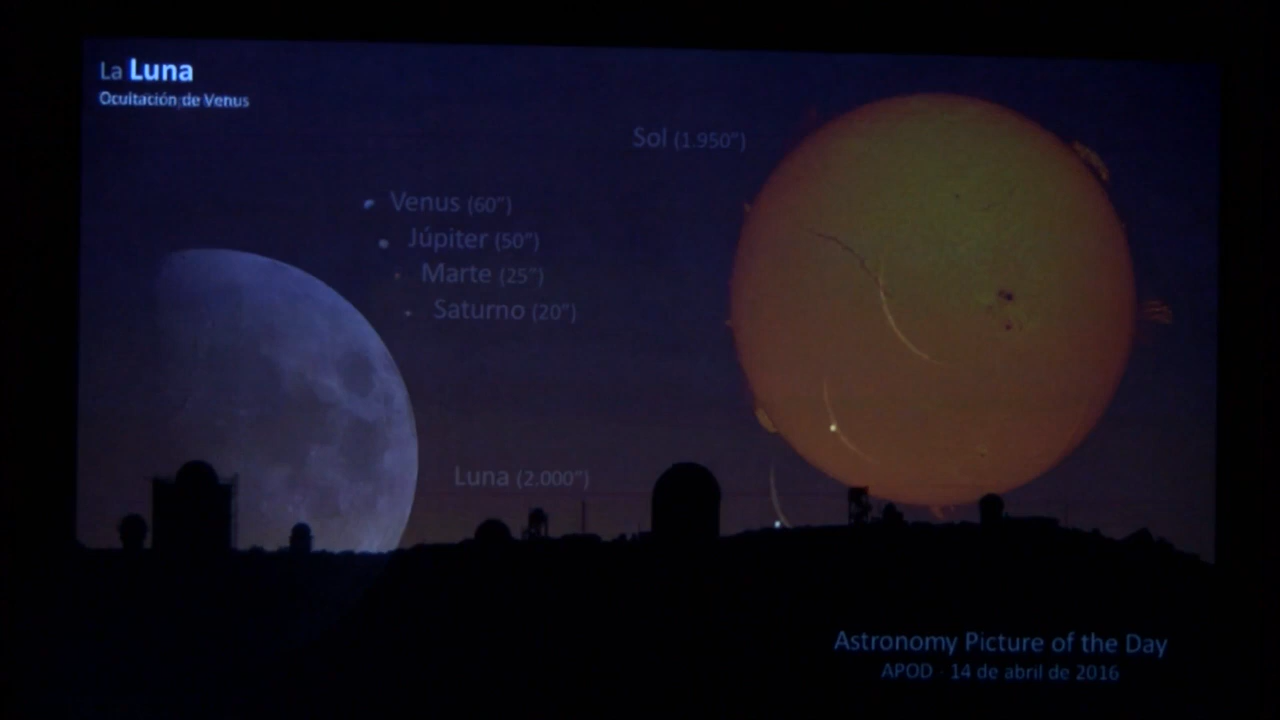 La Luna
Ocultación de Venus
Sol (1.950”)
Venus (60”)
Júpiter (50”)
Marte (25”)
Saturno (20”)
Luna (2.000”)
Astronomy Picture of the Day
APOD - 14 de abril de 2016